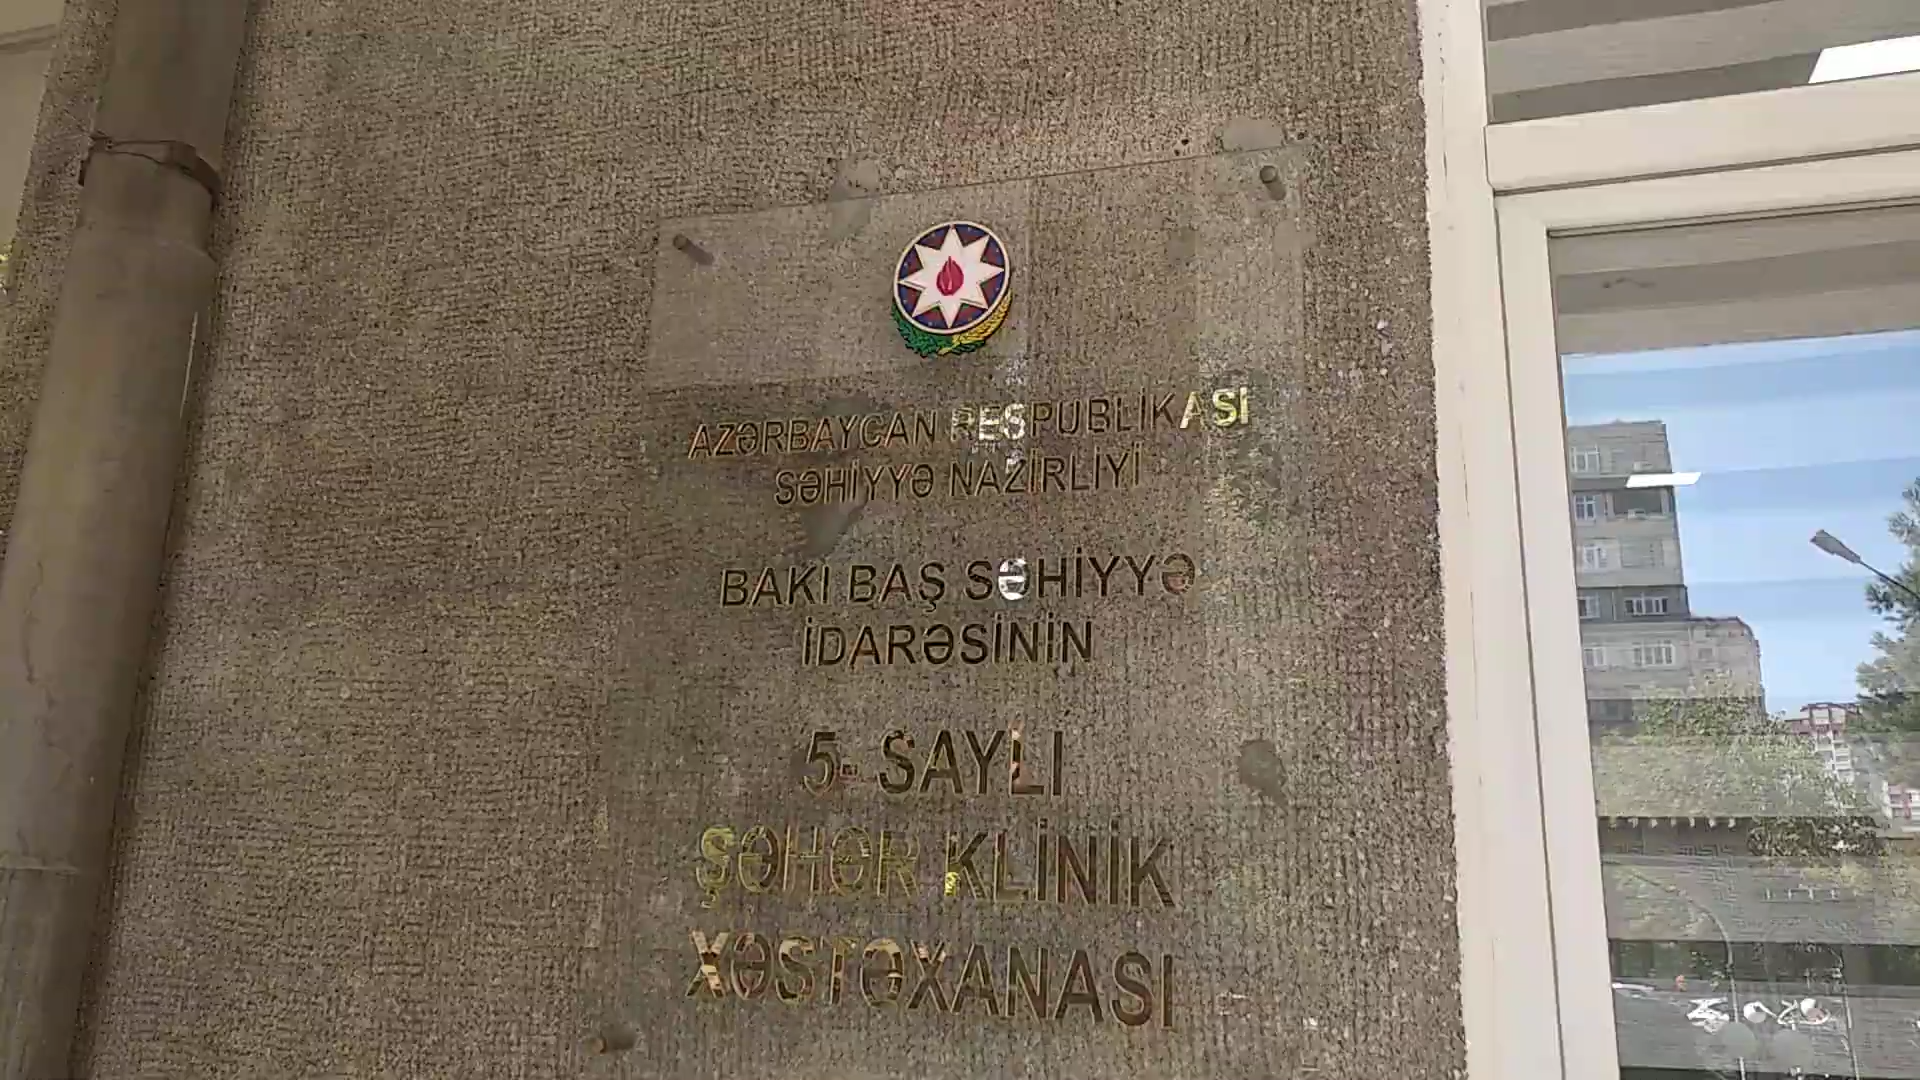 AZƏRBAYCAN RESPUBLİKASI
SƏHİYYƏ NAZİRLİYİ
BAKI BAŞ SƏHİYYƏ
İDARƏSİNİN
5- SAYLI
ŞƏHƏR KLİNİK
XƏSTƏXANASI